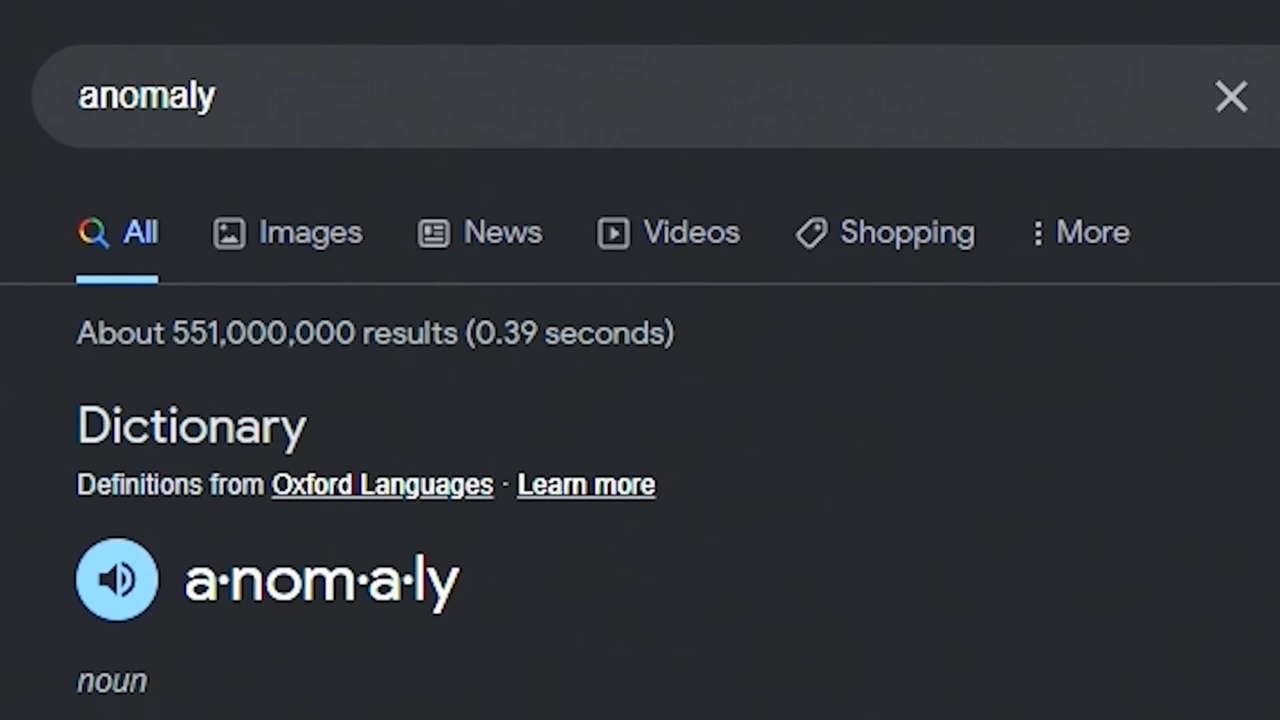 anomaly
All Images News Videos Shopping More
About 551,000,000 results (0.39 seconds)
Dictionary
Definitions from Oxford Languages · Learn more
a·nom·a·ly
noun